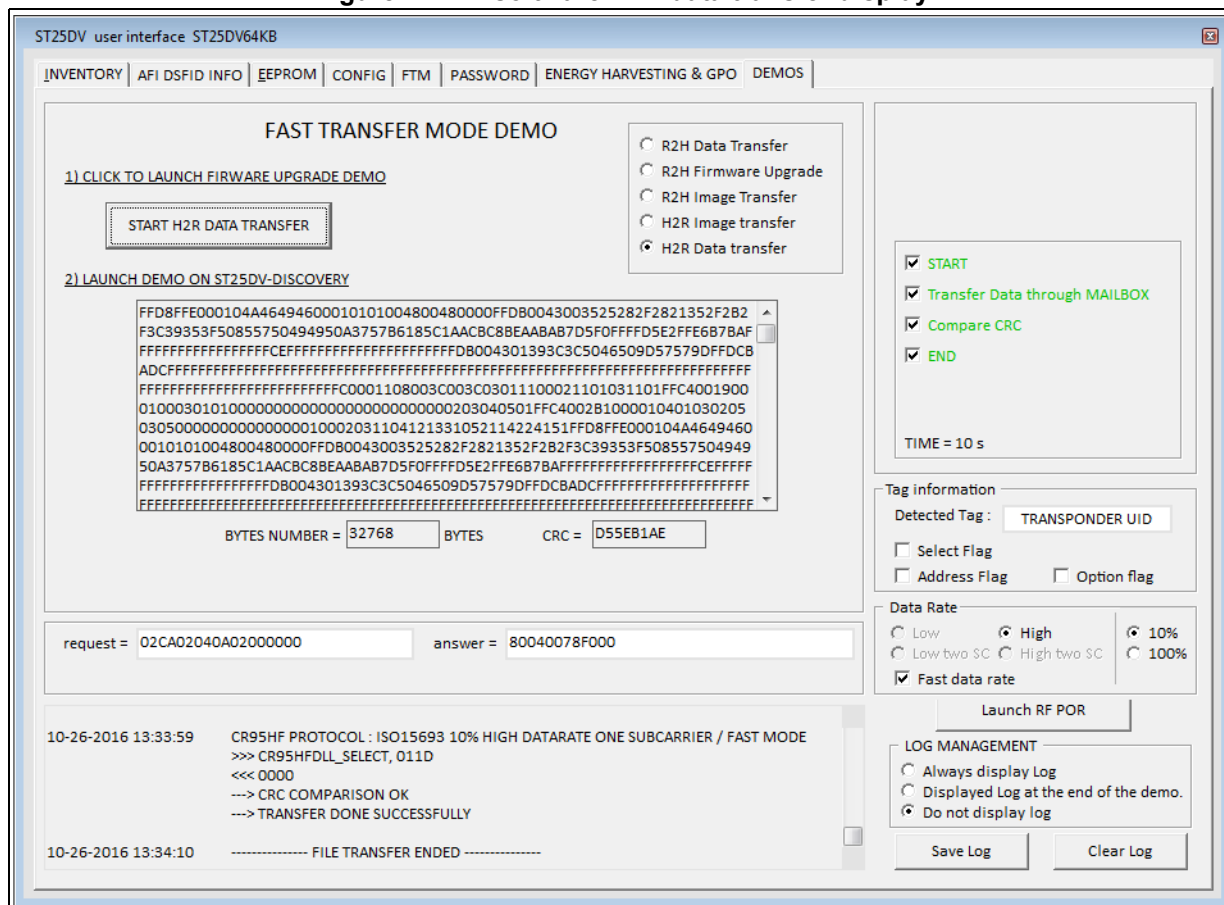 ST25DV user interface ST25DV64KB
INVENTORY AFI DSFID INFO EEPROM CONFIG FTM PASSWORD ENERGY HARVESTING & GPO DEMOS
FAST TRANSFER MODE DEMO
1) CLICK TO LAUNCH FIRWARE UPGRADE DEMO
START H2R DATA TRANSFER
R2H Data Transfer
R2H Firmware Upgrade
R2H Image Transfer
H2R Image transfer
H2R Data transfer
2) LAUNCH DEMO ON ST25DV-DISCOVERY
FFD8FFE000104A46494600010101004800480000FFDB0043003525282F2821352F2B2
F3C39353F50855750494950A3757B6185C1AACBC8BEAABAB7D5F0FFFFD5E2FFE6B7BAF
FFFFFFFFFFFFFFFFCEFFFFFFFFFFFFFFFFFFFFFFDB004301393C3C5046509D57579DFFDCB
ADCFFFFFFFFFFFFFFFFFFFFFFFFFFFFFFFFFFFFFFFFFFFFFFFFFFFFFFFFFFFFFFFFFFFFF
FFFFFFFFFFFFFFFFFFFFFFFFFFFC0001108003C003C03011100021101031101FFC4001900
010003010100000000000000000000000000203040501FFC4002B1000010401030205
0305000000000000000100020311041213310521142241 51FFD8FFE000104A4649460
00101010048004800 00FFDB0043003525282F2821352F2B2F3C39353F508557504949
50A3757B6185C1AACBC8BEAABAB7D5F0FFFFD5E2FFE6B7BAFFFFFFFFFFFFFFFFFCEFFFFF
FFFFFFFFFFFFFFFFFDB004301393C3C5046509D57579DFFDCBADCFFFFFFFFFFFFFFFFFFF
BYTES NUMBER = 32768 BYTES CRC = D55EB1AE
START
Transfer Data through MAILBOX
Compare CRC
END
TIME = 10 s
Tag information
Detected Tag : TRANSPONDER UID
Select Flag
Address Flag Option flag
request = 02CA02040A02000000 answer = 80040078F000
Data Rate
Low High 10%
Low two SC High two SC 100%
Fast data rate
Launch RF POR
10-26-2016 13:33:59 CR95HF PROTOCOL : ISO15693 10% HIGH DATARATE ONE SUBCARRIER / FAST MODE
>>> CR95HFDLL_SELECT, 011D
<<< 0000
---> CRC COMPARISON OK
---> TRANSFER DONE SUCCESSFULLY
10-26-2016 13:34:10 --------------- FILE TRANSFER ENDED ---------------
LOG MANAGEMENT
Always display Log
Displayed Log at the end of the demo.
Do not display log
Save Log Clear Log